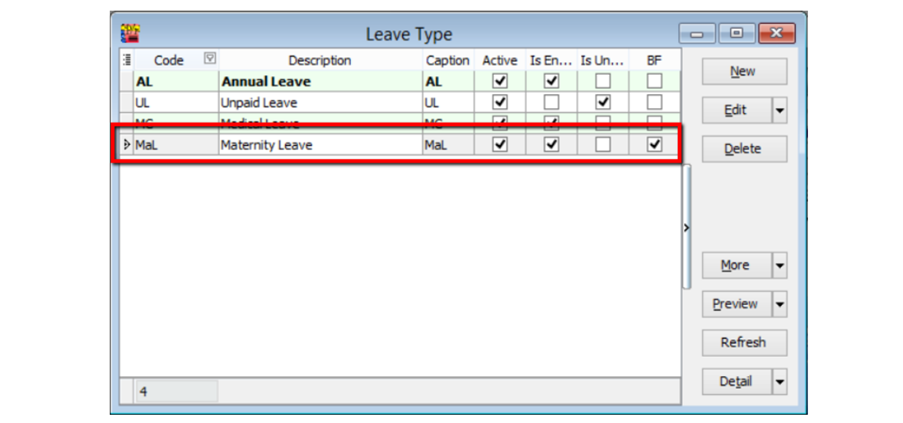 Leave Type
Code Description Caption Active Is En... Is Un... BF
AL Annual Leave AL
UL Unpaid Leave UL
MC Medical Leave MC
MaL Maternity Leave MaL
4
New
Edit
Delete
More
Preview
Refresh
Detail